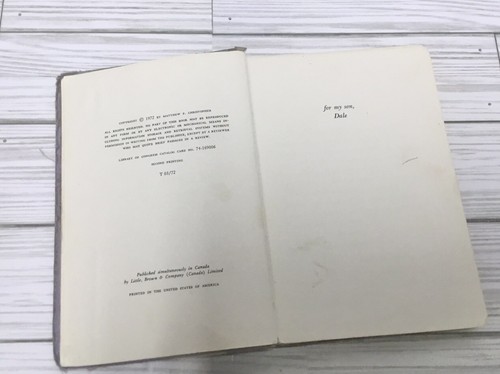 COPYRIGHT © 1972 BY MATTHEW F. CHRISTOPHER
ALL RIGHTS RESERVED. NO PART OF THIS BOOK MAY BE REPRODUCED
IN ANY FORM OR BY ANY ELECTRONIC OR MECHANICAL MEANS IN-
CLUDING INFORMATION STORAGE AND RETRIEVAL SYSTEMS WITHOUT
PERMISSION IN WRITING FROM THE PUBLISHER, EXCEPT BY A REVIEWER
WHO MAY QUOTE BRIEF PASSAGES IN A REVIEW.
LIBRARY OF CONGRESS CATALOG CARD NO.
SECOND PRINTING
T
Published simultaneously in Canada
by Little, Brown & Company (Canada) Limited
PRINTED IN THE UNITED STATES OF AMERICA
for my son,
Dale